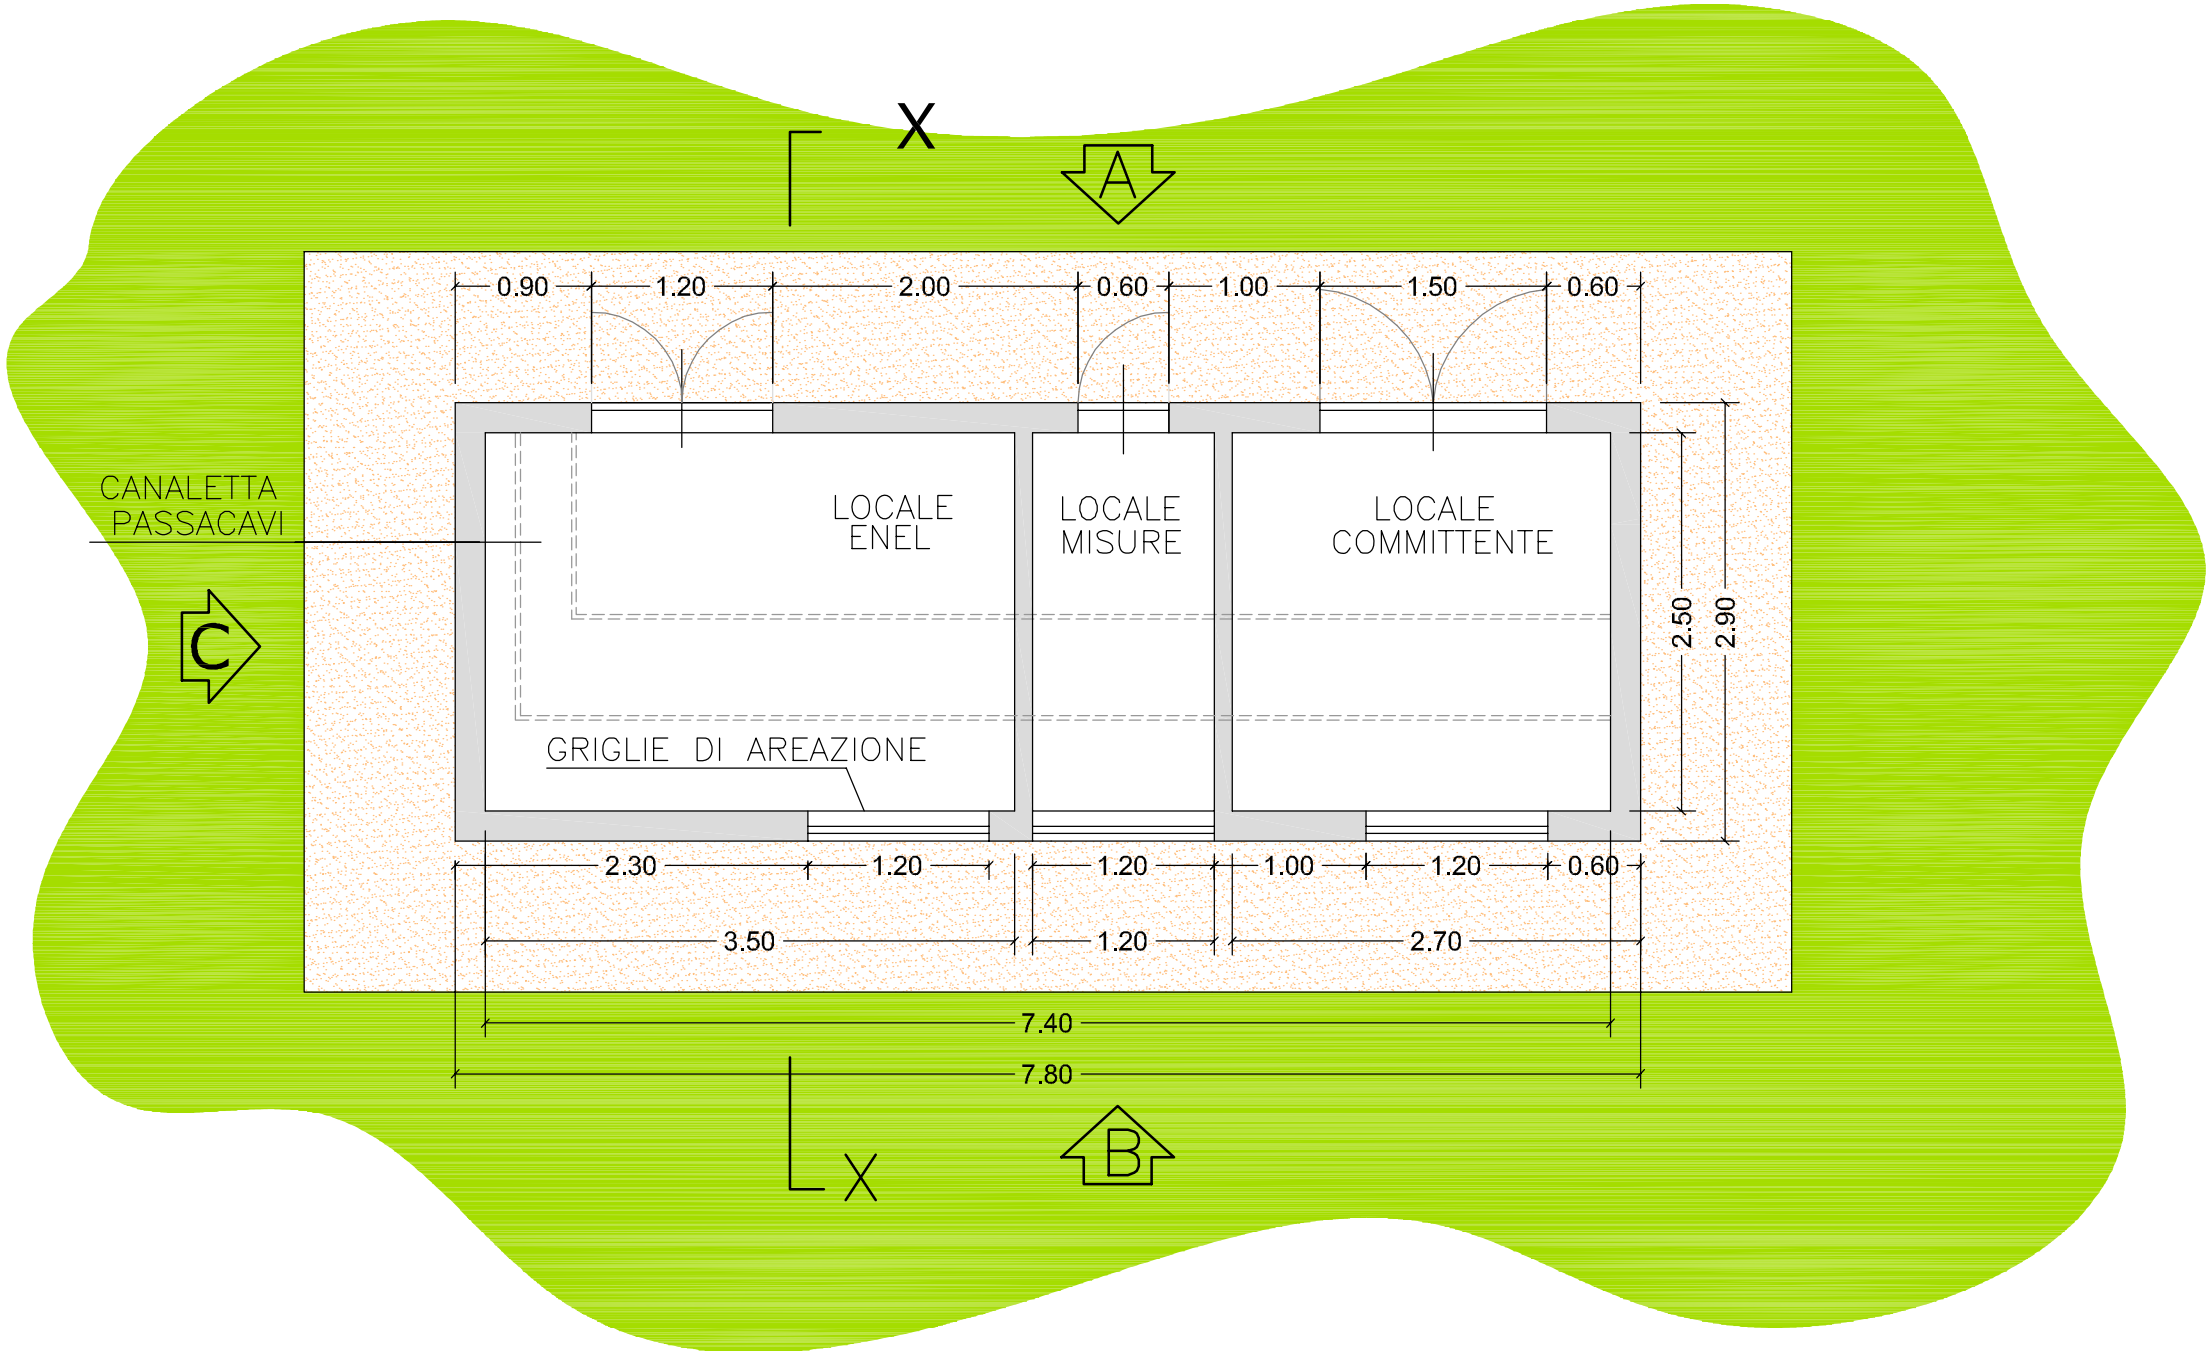 X
A
0.90
1.20
2.00
0.60
1.00
1.50
0.60
CANALETTA
PASSACAVI
LOCALE
ENEL
LOCALE
MISURE
LOCALE
COMMITTENTE
C
2.50
2.90
GRIGLIE DI AREAZIONE
2.30
1.20
1.20
1.00
1.20
0.60
3.50
1.20
2.70
7.40
7.80
B
X